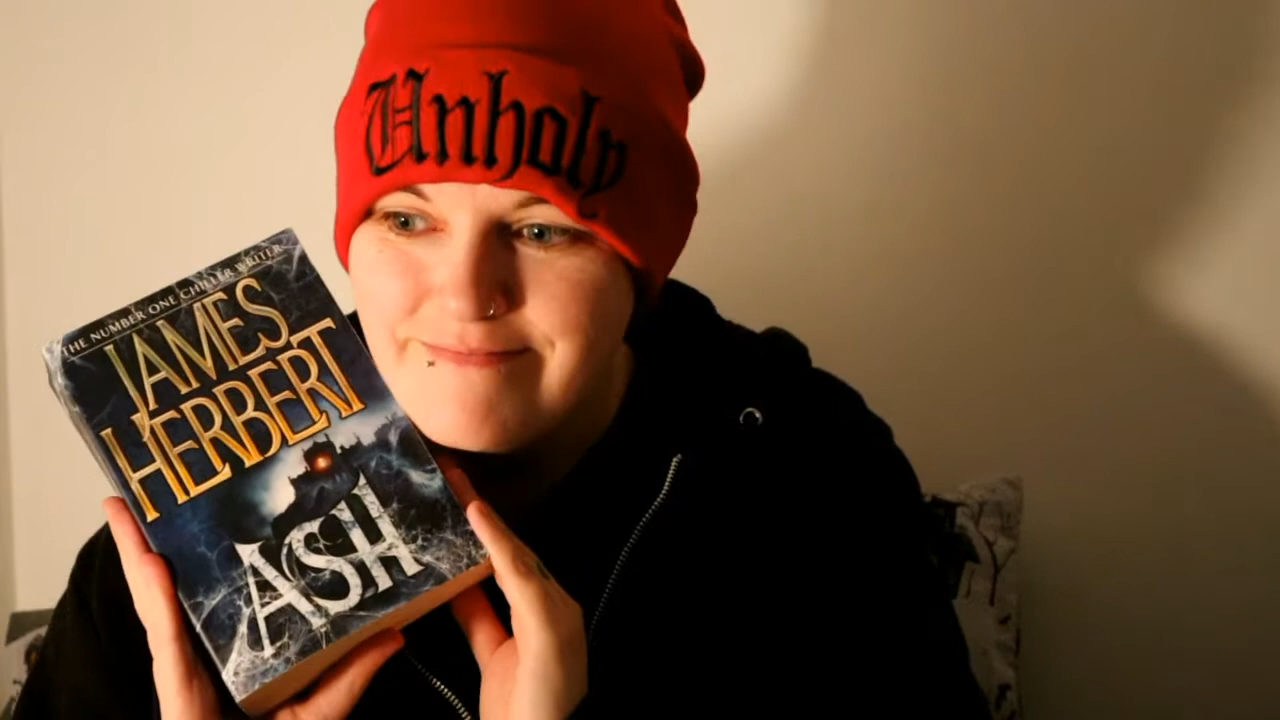 Unholy
THE NUMBER ONE CHILLER WRITER
JAMES
HERBERT
ASH